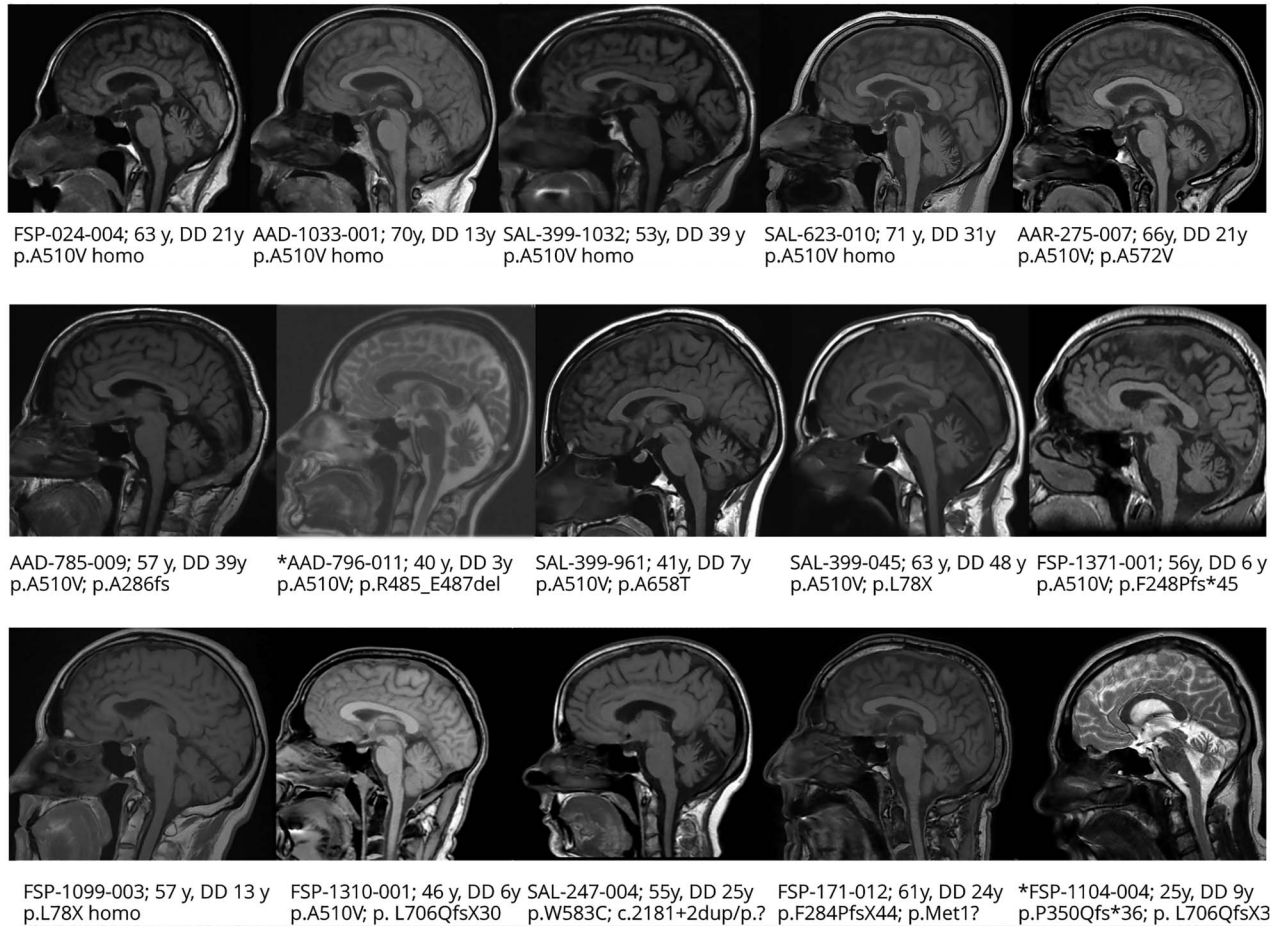 FSP-024-004; 63 y, DD 21y
p.A510V homo
AAD-1033-001; 70y, DD 13y
p.A510V homo
SAL-399-1032; 53y, DD 39 y
p.A510V homo
SAL-623-010; 71 y, DD 31y
p.A510V homo
AAR-275-007; 66y, DD 21y
p.A510V; p.A572V
AAD-785-009; 57 y, DD 39y
p.A510V; p.A286fs
*AAD-796-011; 40 y, DD 3y
p.A510V; p.R485_E487del
SAL-399-961; 41y, DD 7y
p.A510V; p.A658T
SAL-399-045; 63 y, DD 48 y
p.A510V; p.L78X
FSP-1371-001; 56y, DD 6 y
p.A510V; p.F248Pfs*45
FSP-1099-003; 57 y, DD 13 y
p.L78X homo
FSP-1310-001; 46 y, DD 6y
p.A510V; p. L706QfsX30
SAL-247-004; 55y, DD 25y
p.W583C; c.2181+2dup/p.?
FSP-171-012; 61y, DD 24y
p.F284PfsX44; p.Met1?
*FSP-1104-004; 25y, DD 9y
p.P350Qfs*36; p. L706QfsX3